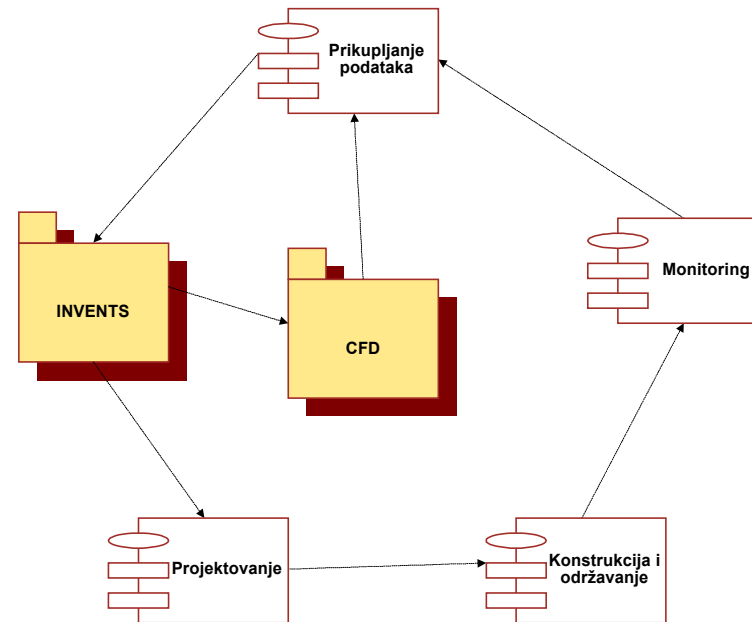 Prikupljanje
podataka
Monitoring
INVENTS
CFD
Projektovanje
Konstrukcija i
održavanje